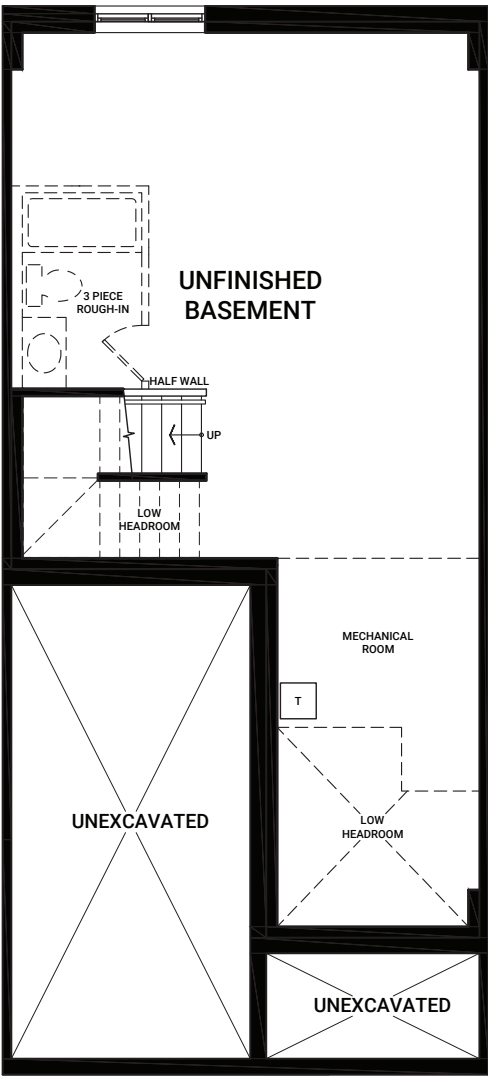 UNFINISHED
BASEMENT
3 PIECE
ROUGH-IN
HALF WALL
UP
LOW
HEADROOM
MECHANICAL
ROOM
T
UNEXCAVATED
LOW
HEADROOM
UNEXCAVATED